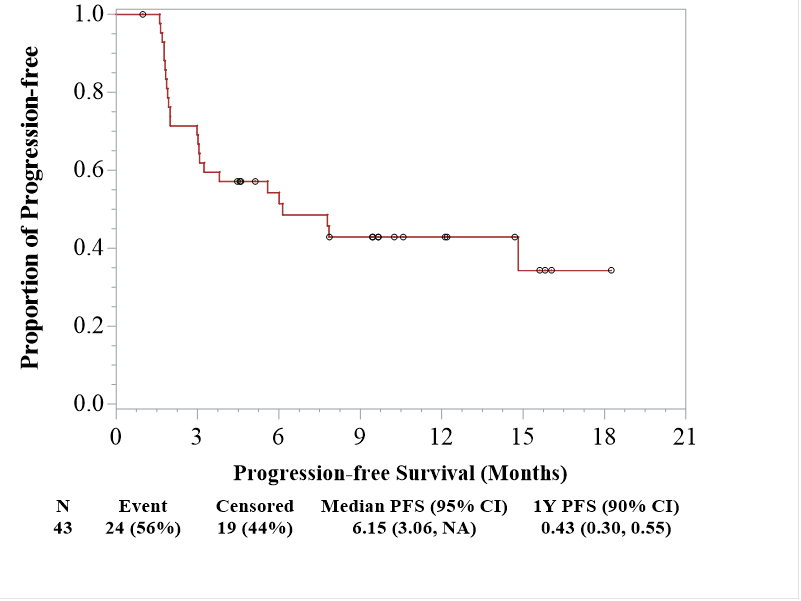 Proportion of Progression-free
1.0
0.8
0.6
0.4
0.2
0.0
0 3 6 9 12 15 18 21
Progression-free Survival (Months)
N Event Censored Median PFS (95% CI) 1Y PFS (90% CI)
43 24 (56%) 19 (44%) 6.15 (3.06, NA) 0.43 (0.30, 0.55)